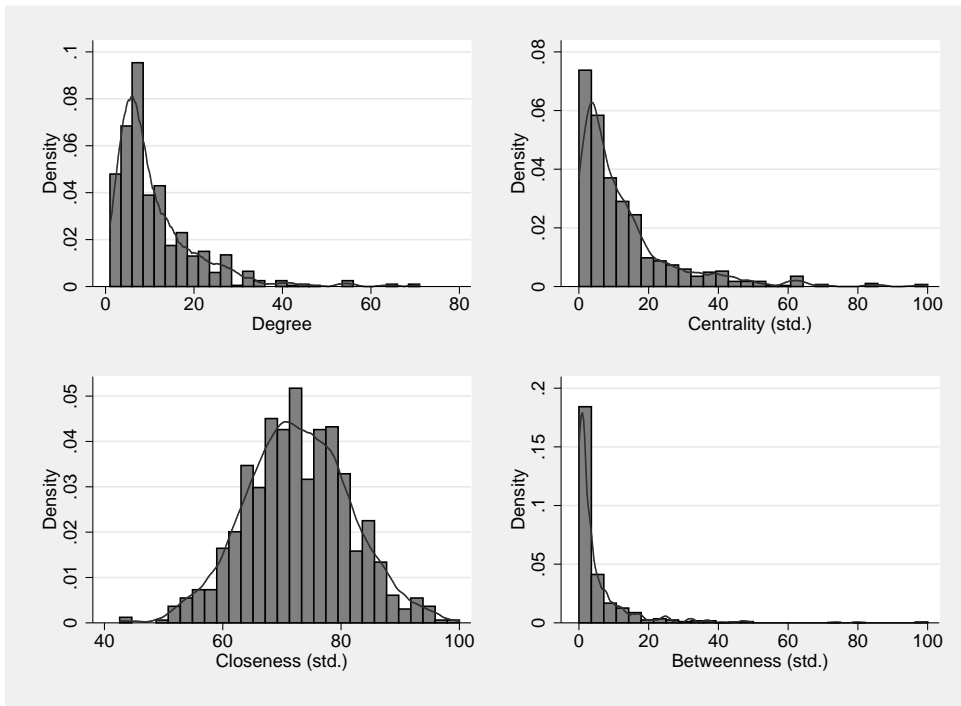 Density
.1
.08
.06
.04
.02
0
0 20 40 60 80
Degree
Density
.08
.06
.04
.02
0
0 20 40 60 80 100
Centrality (std.)
Density
.05
.04
.03
.02
.01
0
40 60 80 100
Closeness (std.)
Density
.2
.15
.1
.05
0
0 20 40 60 80 100
Betweenness (std.)